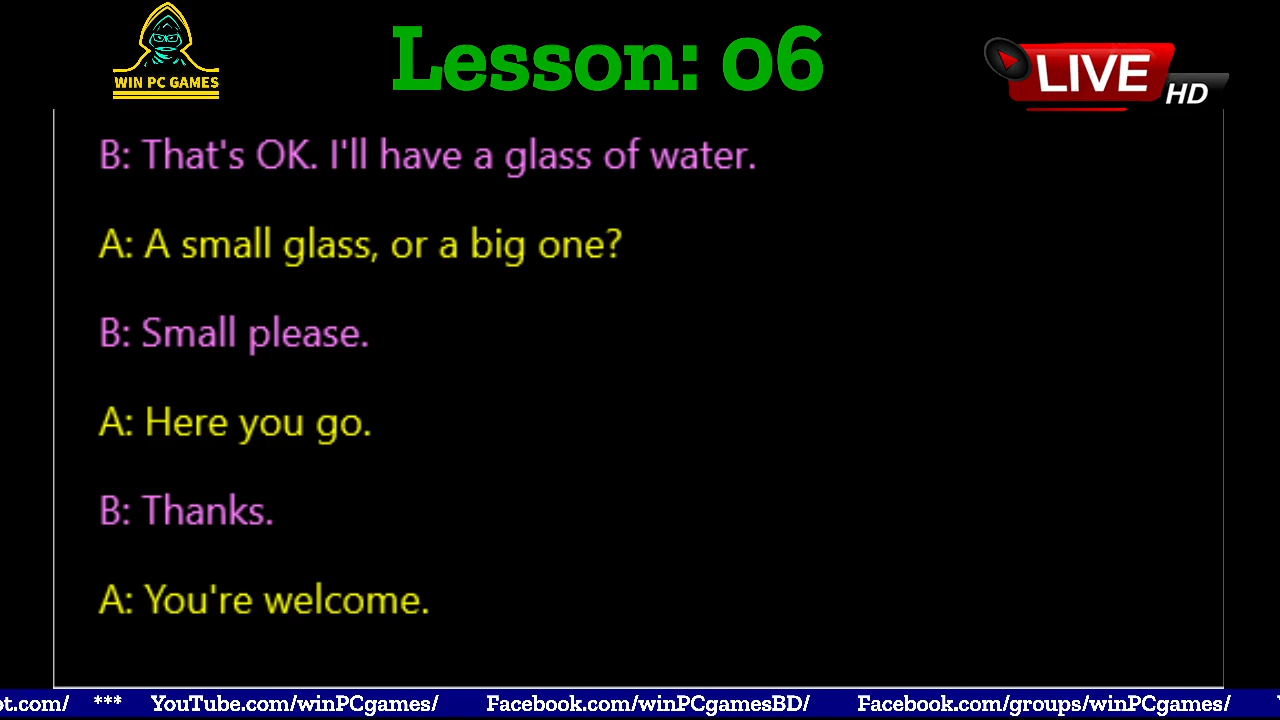 WIN PC GAMES
Lesson: 06
LIVE
HD
B: That's OK. I'll have a glass of water.
A: A small glass, or a big one?
B: Small please.
A: Here you go.
B: Thanks.
A: You're welcome.
ot.com/ *** YouTube.com/winPCgames/ Facebook.com/winPCgamesBD/ Facebook.com/groups/winPCgames/